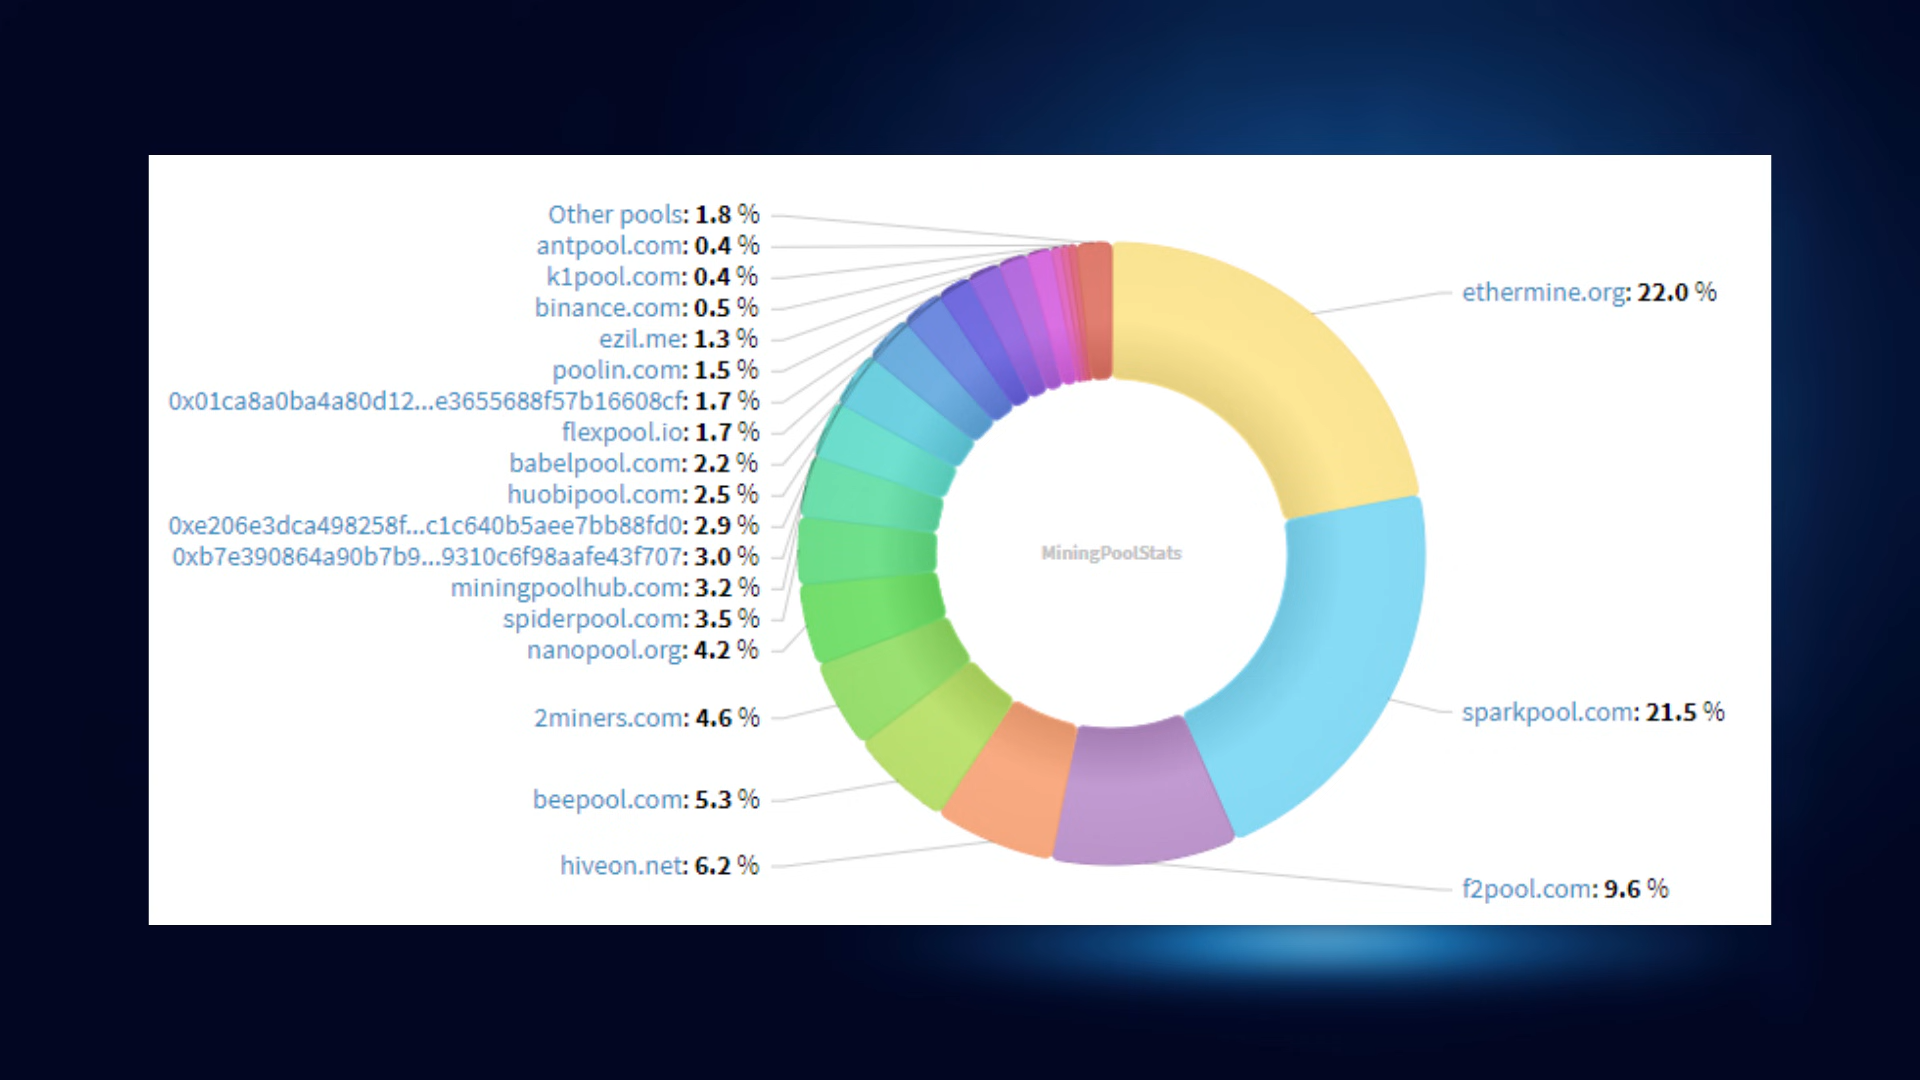 Other pools: 1.8 %
antpool.com: 0.4 %
k1pool.com: 0.4 %
binance.com: 0.5 %
ezil.me: 1.3 %
poolin.com: 1.5 %
0x01ca8a0ba4a80d12...e3655688f57b16608cf: 1.7 %
flexpool.io: 1.7 %
babelpool.com: 2.2 %
huobipool.com: 2.5 %
0xe206e3dca498258f...c1c640b5aee7bb88fd0: 2.9 %
0xb7e390864a90b7b9...9310c6f98aafe43f707: 3.0 %
miningpoolhub.com: 3.2 %
spiderpool.com: 3.5 %
nanopool.org: 4.2 %
2miners.com: 4.6 %
beepool.com: 5.3 %
hiveon.net: 6.2 %
MiningPoolStats
ethermine.org: 22.0 %
sparkpool.com: 21.5 %
f2pool.com: 9.6 %